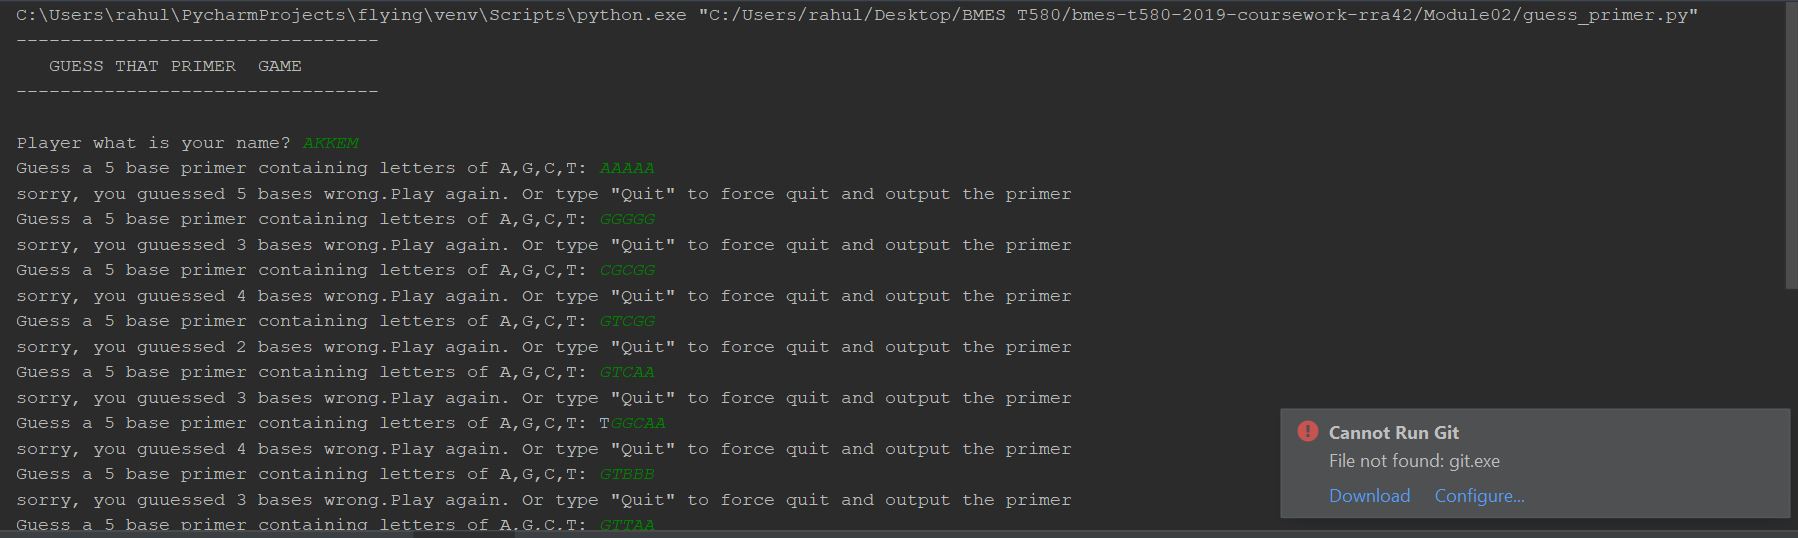 C:\Users\rahul\PycharmProjects\flying\venv\Scripts\python.exe "C:/Users/rahul/Desktop/BMES T580/bmes-t580-2019-coursework-rra42/Module02/guess_primer.py"
---------------------------------
   GUESS THAT PRIMER  GAME
---------------------------------
Player what is your name? AKKEM
Guess a 5 base primer containing letters of A,G,C,T: AAAAA
sorry, you guuessed 5 bases wrong.Play again. Or type "Quit" to force quit and output the primer
Guess a 5 base primer containing letters of A,G,C,T: GGGGG
sorry, you guuessed 3 bases wrong.Play again. Or type "Quit" to force quit and output the primer
Guess a 5 base primer containing letters of A,G,C,T: CGCGG
sorry, you guuessed 4 bases wrong.Play again. Or type "Quit" to force quit and output the primer
Guess a 5 base primer containing letters of A,G,C,T: GTCGG
sorry, you guuessed 2 bases wrong.Play again. Or type "Quit" to force quit and output the primer
Guess a 5 base primer containing letters of A,G,C,T: GTCAA
sorry, you guuessed 3 bases wrong.Play again. Or type "Quit" to force quit and output the primer
Guess a 5 base primer containing letters of A,G,C,T: TGGCAA
sorry, you guuessed 4 bases wrong.Play again. Or type "Quit" to force quit and output the primer
Guess a 5 base primer containing letters of A,G,C,T: GTBBB
sorry, you guuessed 3 bases wrong.Play again. Or type "Quit" to force quit and output the primer
Guess a 5 base primer containing letters of A,G,C,T: GTTAA
Cannot Run Git
File not found: git.exe
Download Configure...